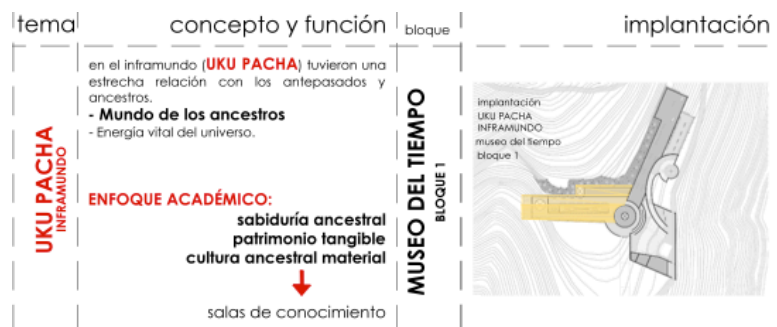 tema
concepto y función
bloque
implantación
UKU PACHA
INFRAMUNDO
en el inframundo (UKU PACHA) tuvieron una
estrecha relación con los antepasados y
ancestros.
- Mundo de los ancestros
- Energía vital del universo.
ENFOQUE ACADÉMICO:
sabiduría ancestral
patrimonio tangible
cultura ancestral material
salas de conocimiento
MUSEO DEL TIEMPO
BLOQUE 1
implantación
UKU PACHA
INFRAMUNDO
museo del tiempo
bloque 1